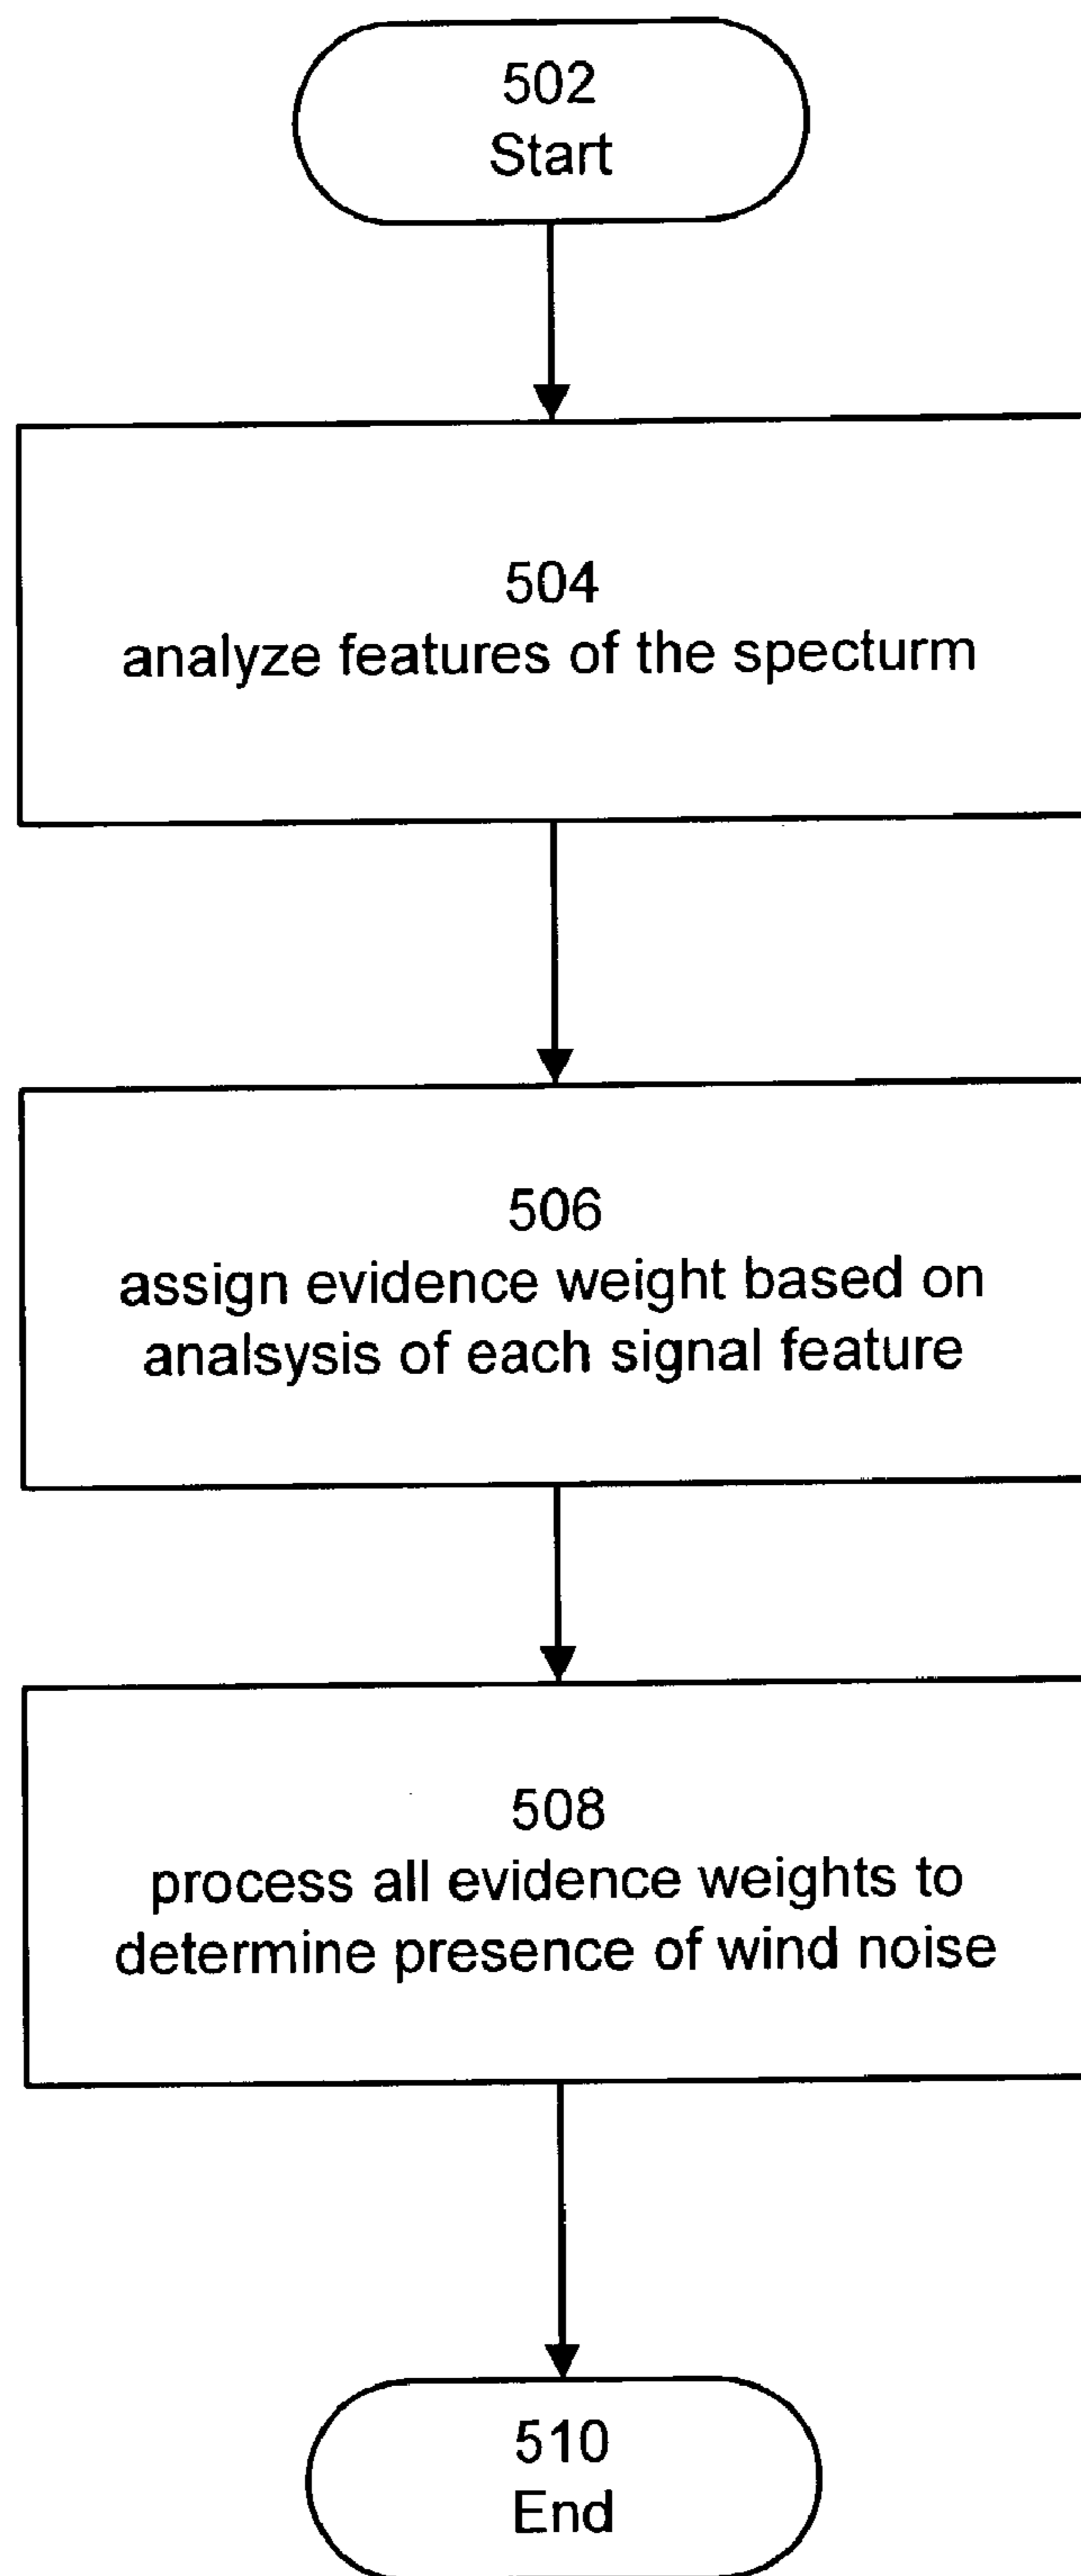 502
Start
504
analyze features of the specturm
506
assign evidence weight based on
analsysis of each signal feature
508
process all evidence weights to
determine presence of wind noise
510
End